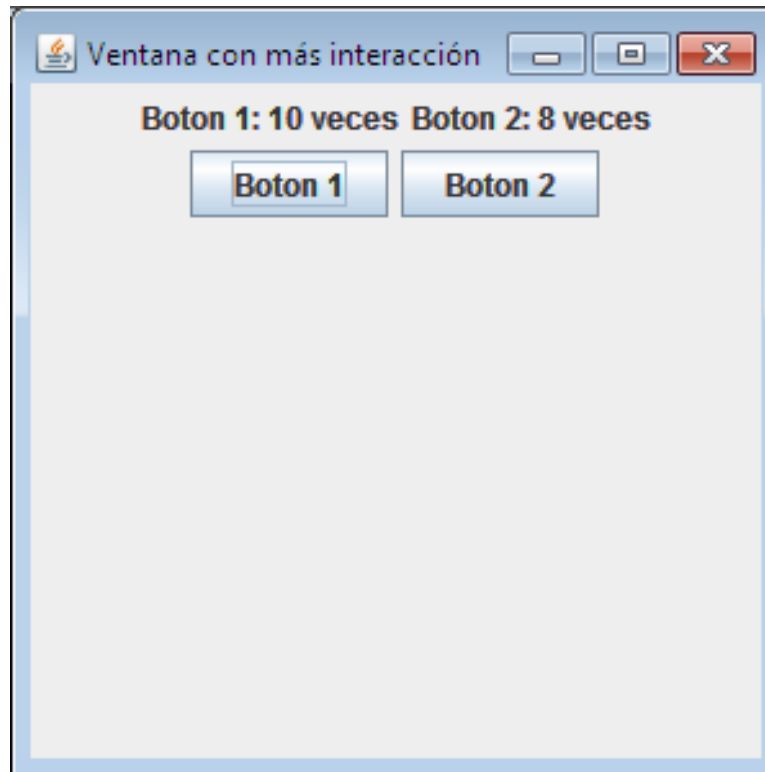 Ventana con más interacción
Boton 1: 10 veces Boton 2: 8 veces
Boton 1 Boton 2